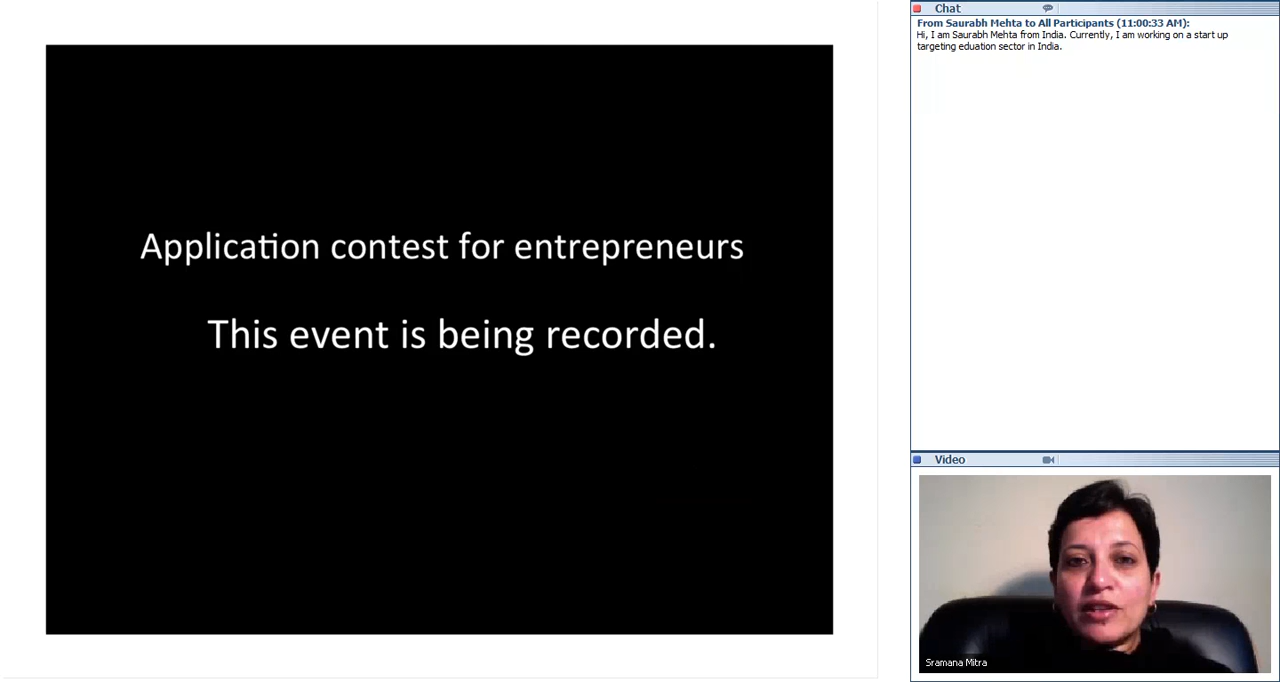 Application contest for entrepreneurs
This event is being recorded.
Chat
From Saurabh Mehta to All Participants (11:00:33 AM):
Hi, I am Saurabh Mehta from India. Currently, I am working on a start up
targeting eduation sector in India.
Video
Sramana Mitra